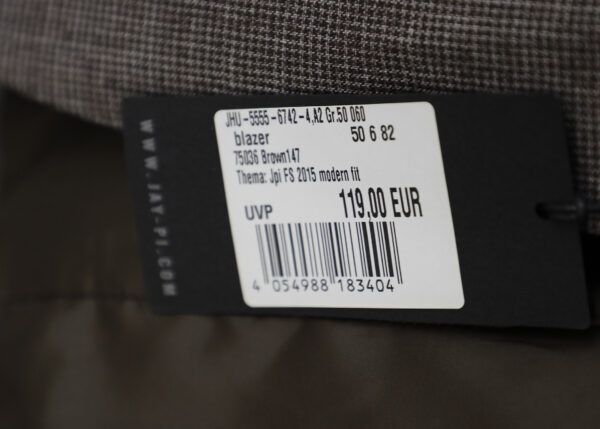 JHU-5555-6742-4,A2 Gr.50 060
blazer 50 6 82
75036 Brown147
Thema: Jpi FS 2015 modern fit
UVP 119,00 EUR
4 054988 183404
WWW.JAY-PI.COM